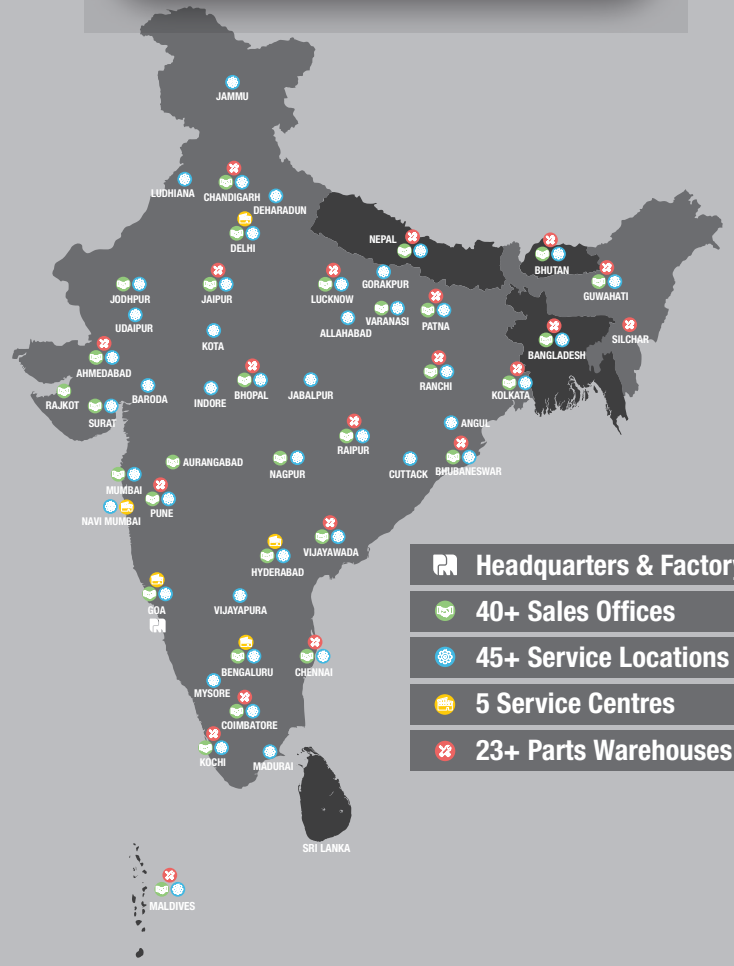 JAMMU
LUDHIANA
CHANDIGARH
DEHARADUN
DELHI
NEPAL
BHUTAN
GORAKPUR
JODHPUR
JAIPUR
LUCKNOW
GUWAHATI
UDAIPUR
ALLAHABAD
VARANASI
PATNA
KOTA
SILCHAR
BANGLADESH
AHMEDABAD
RAJKOT
BARODA
INDORE
BHOPAL
JABALPUR
RANCHI
KOLKATA
SURAT
ANGUL
RAIPUR
AURANGABAD
NAGPUR
CUTTACK
BHUBANESWAR
MUMBAI
PUNE
NAVI MUMBAI
VIJAYAWADA
HYDERABAD
GOA
VIJAYAPURA
BENGALURU
CHENNAI
MYSORE
COIMBATORE
KOCHI
MADURAI
SRI LANKA
MALDIVES
Headquarters & Factory
40+ Sales Offices
45+ Service Locations
5 Service Centres
23+ Parts Warehouses